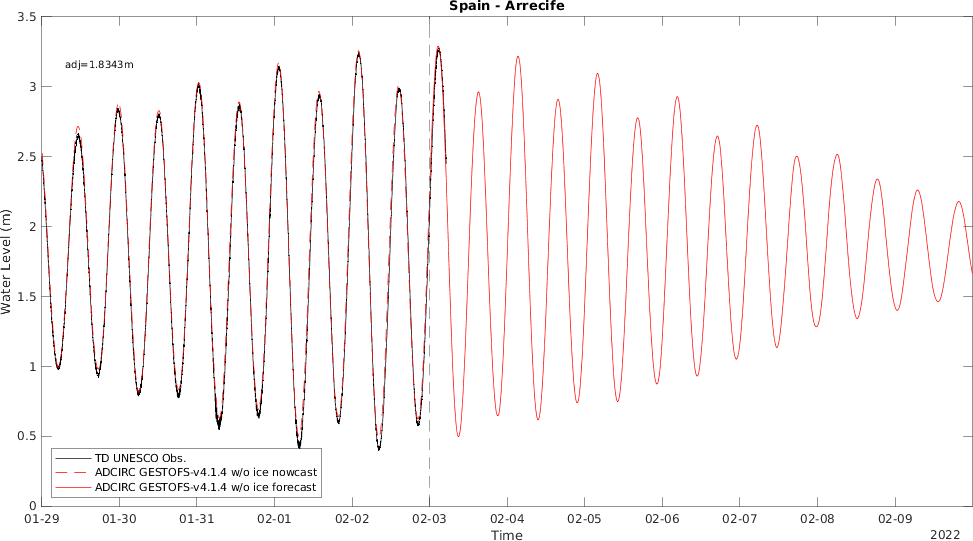 Spain - Arrecife
3.5
adj=1.8343m
3
2.5
2
1.5
1
0.5
0
Water Level (m)
TD UNESCO Obs.
ADCIRC GESTOFS-v4.1.4 w/o ice nowcast
ADCIRC GESTOFS-v4.1.4 w/o ice forecast
01-29 01-30 01-31 02-01 02-02 02-03 02-04 02-05 02-06 02-07 02-08 02-09
Time
2022